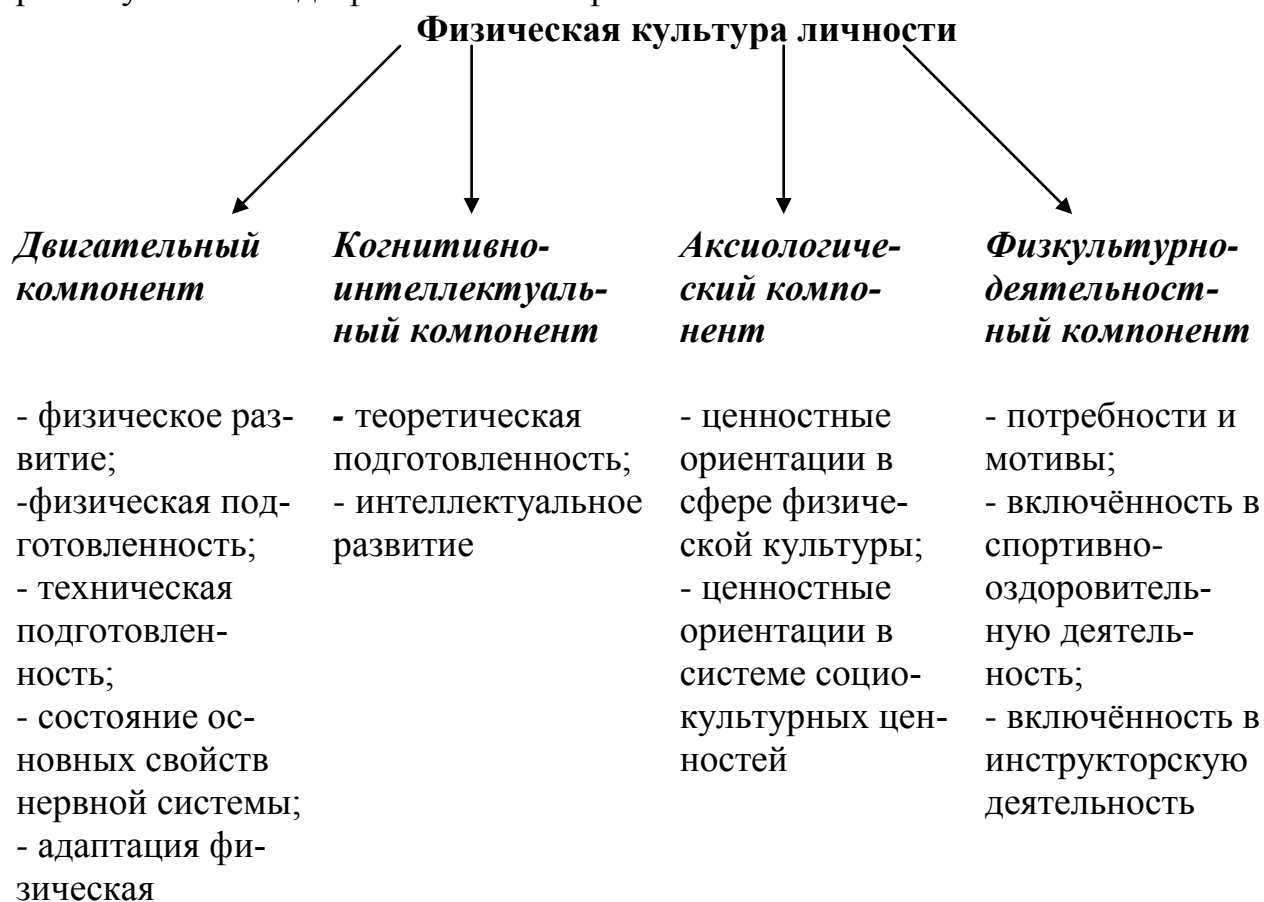 Физическая культура личности
Двигательный
компонент
Когнитивно-
интеллектуаль-
ный компонент
Аксиологиче-
ский компо-
нент
Физкультурно-
деятельност-
ный компонент
- физическое раз-
витие;
-физическая под-
готовленность;
- техническая
подготовлен-
ность;
- состояние ос-
новных свойств
нервной системы;
- адаптация фи-
зическая
- теоретическая
подготовленность;
- интеллектуальное
развитие
- ценностные
ориентации в
сфере физиче-
ской культуры;
- ценностные
ориентации в
системе социо-
культурных цен-
ностей
- потребности и
мотивы;
- включённость в
спортивно-
оздоровитель-
ную деятель-
ность;
- включённость в
инструкторскую
деятельность